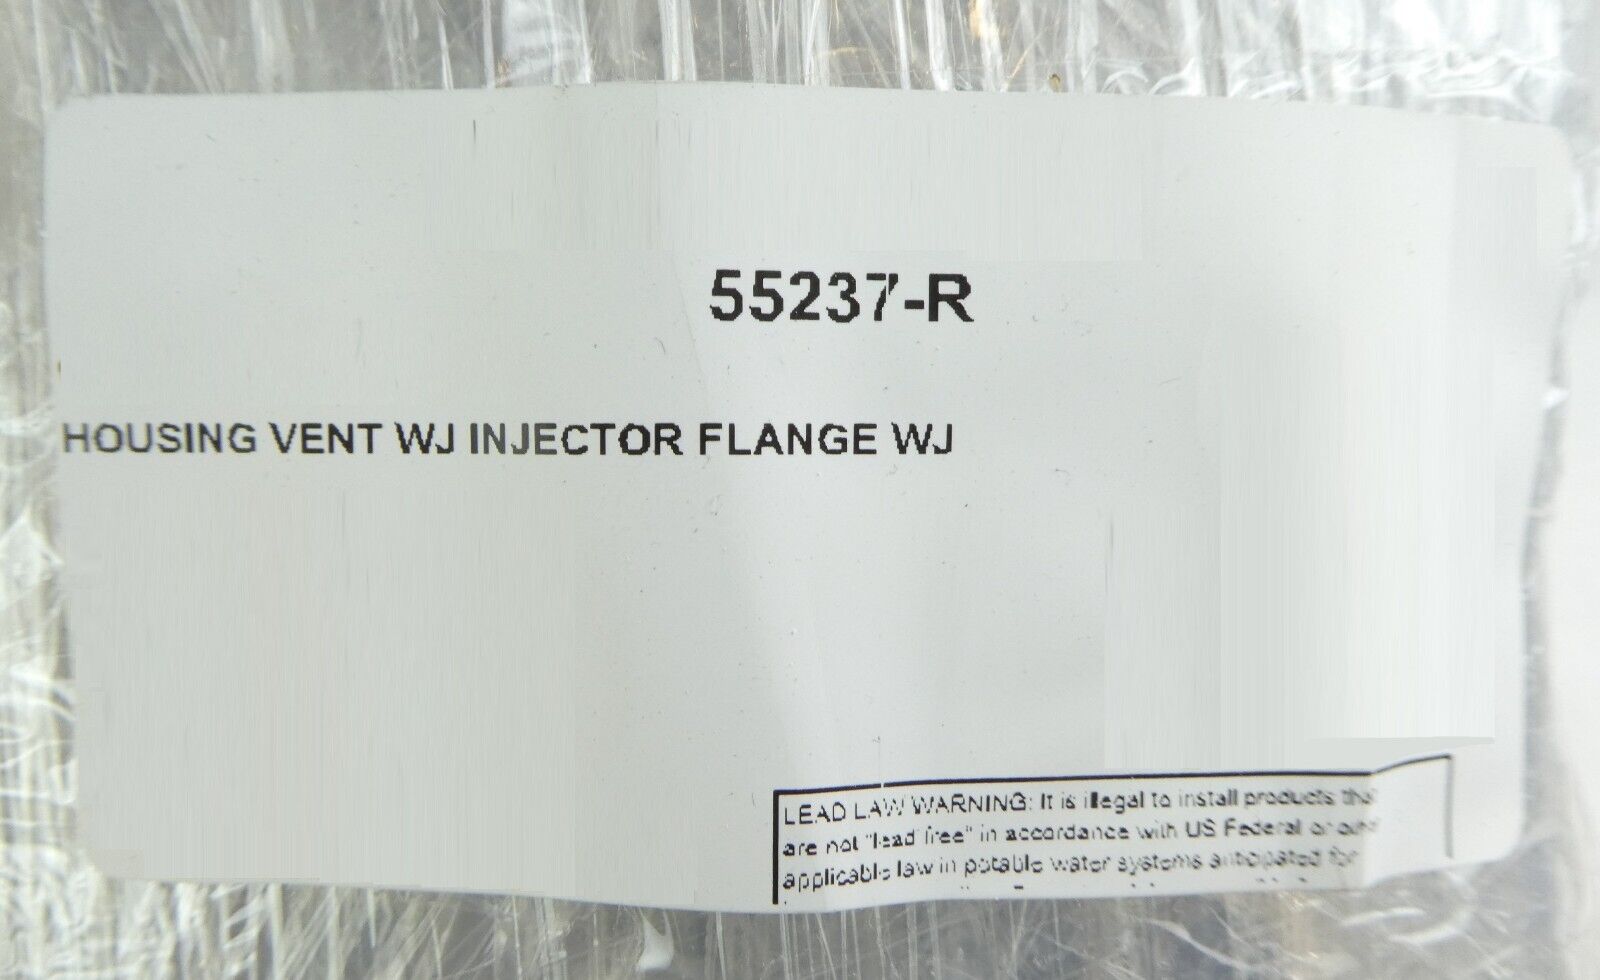 55237-R
HOUSING VENT WJ INJECTOR FLANGE WJ
LEAD LAW WARNING: It is illegal to install products that
are not "lead free" in accordance with US Federal or other
applicable law in potable water systems anticipated for